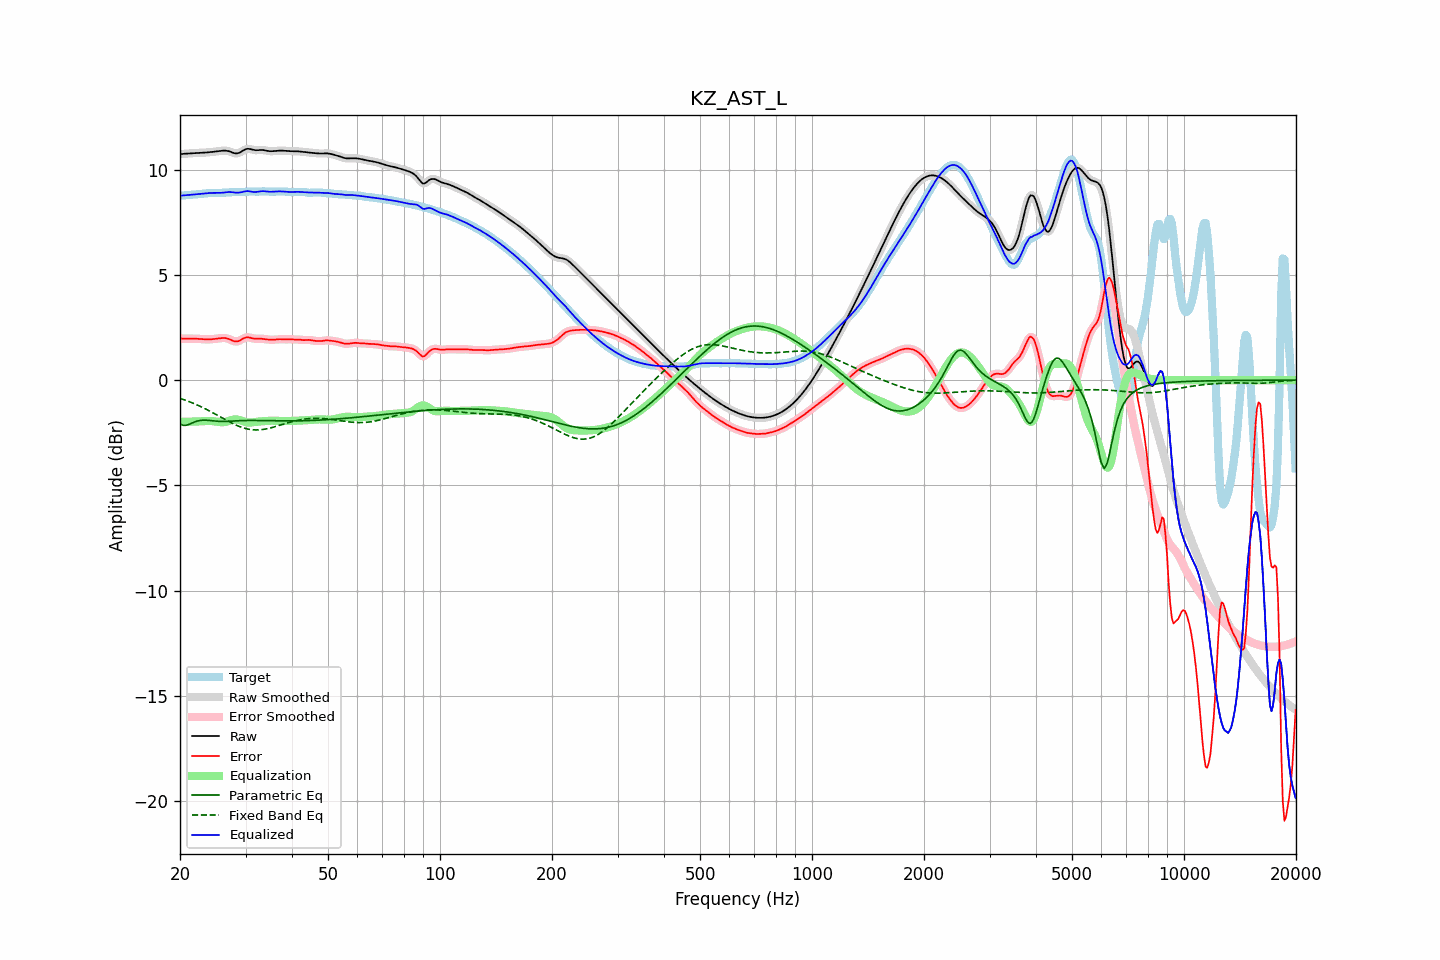 KZ_AST_L
10
5
0
−5
−10
−15
−20
Amplitude (dBr)
Target
Raw Smoothed
Error Smoothed
Raw
Error
Equalization
Parametric Eq
Fixed Band Eq
Equalized
20 50 100 200 500 1000 2000 5000 10000 20000
Frequency (Hz)